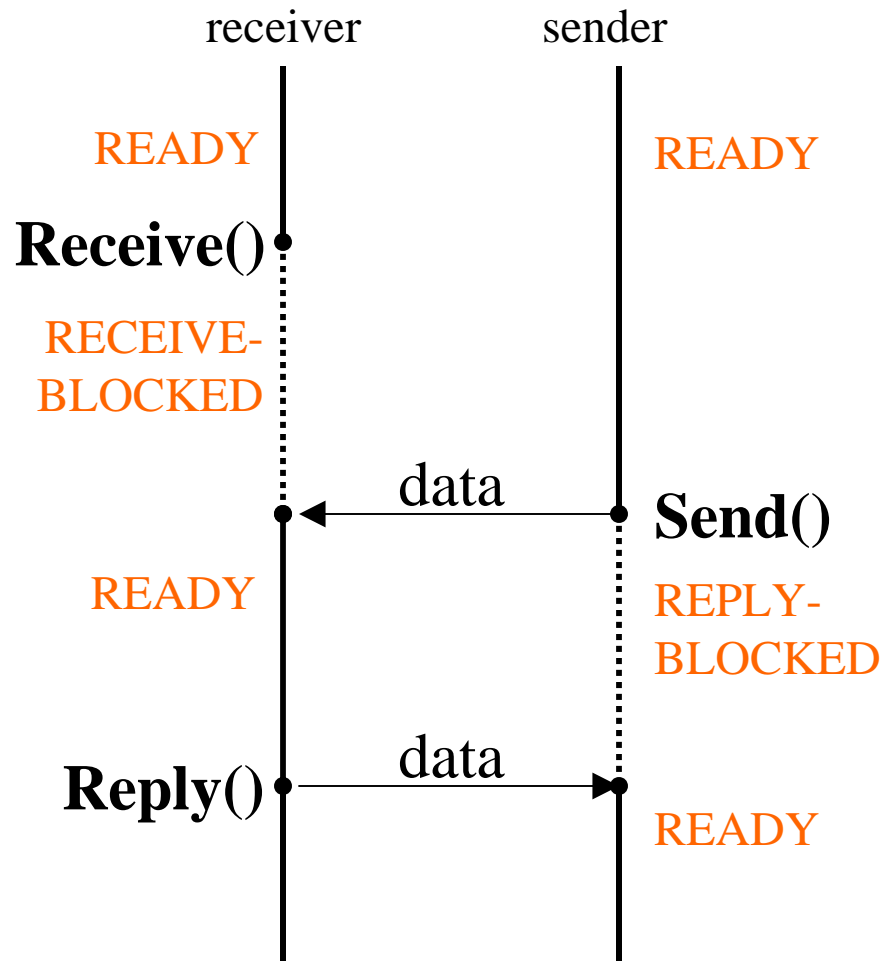 receiver
sender
READY
READY
Receive()
RECEIVE-
BLOCKED
data
Send()
READY
REPLY-
BLOCKED
data
Reply()
READY